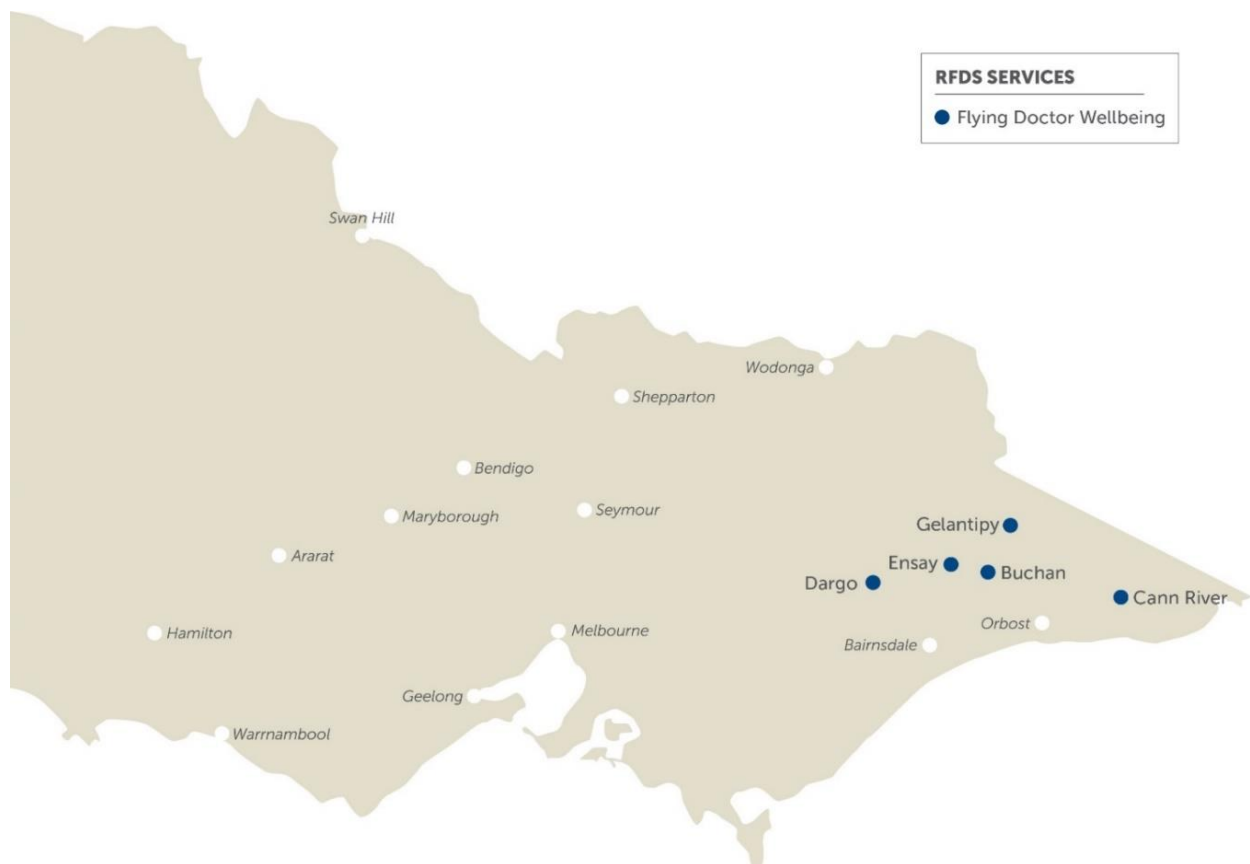 RFDS SERVICES
Flying Doctor Wellbeing
Swan Hill
Wodonga
Shepparton
Bendigo
Seymour
Maryborough
Gelantipy
Ararat
Ensay
Buchan
Dargo
Cann River
Orbost
Hamilton
Melbourne
Bairnsdale
Geelong
Warrnambool